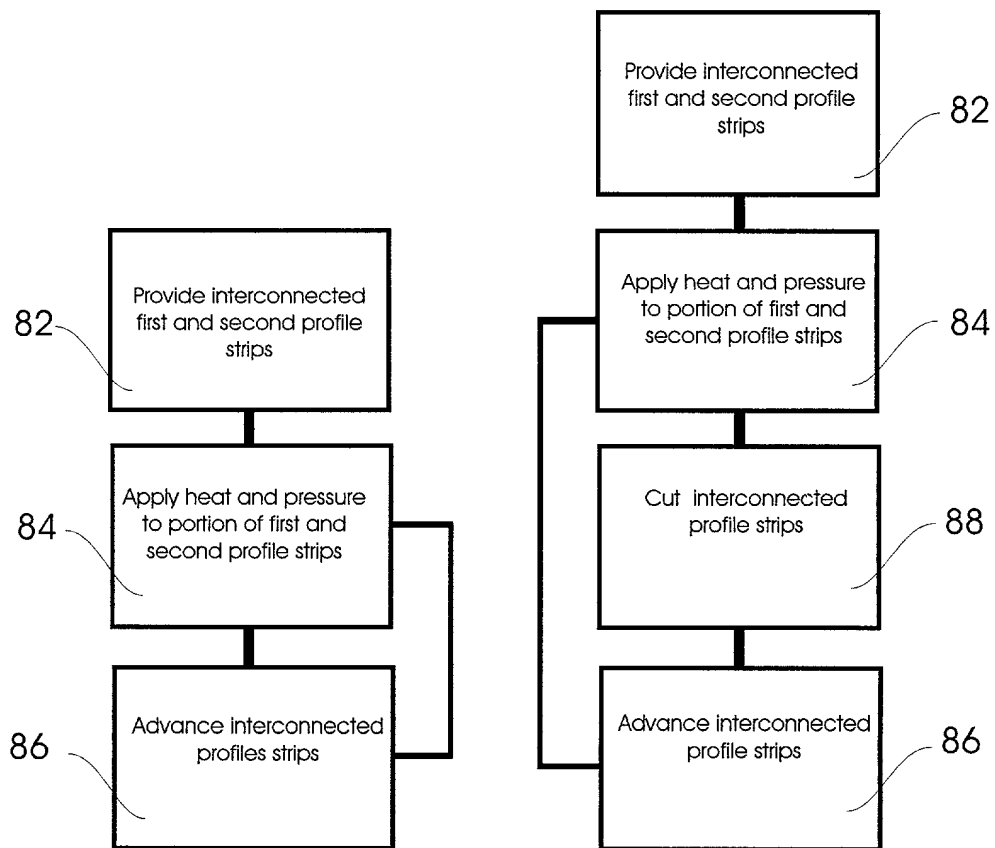 Provide interconnected
first and second profile
strips
82
Apply heat and pressure
to portion of first and
second profile strips
84
Advance interconnected
profiles strips
86
Provide interconnected
first and second profile
strips
82
Apply heat and pressure
to portion of first and
second profile strips
84
Cut interconnected
profile strips
88
Advance interconnected
profile strips
86